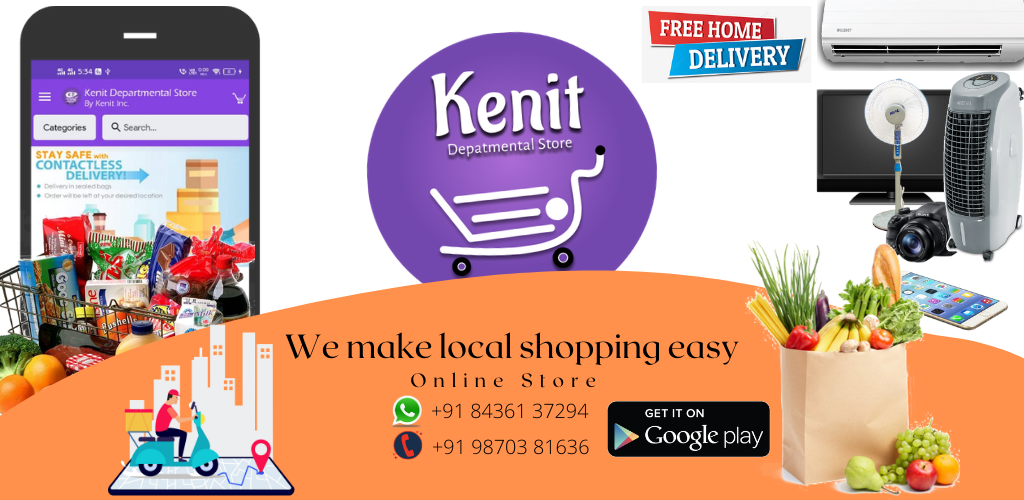 5:34
Kenit Departmental Store
By Kenit Inc.
Categories
Search...
STAY SAFE with
CONTACTLESS
DELIVERY!
Delivery in sealed bags
Order will be left at your desired location
Kenit
Depatmental Store
FREE HOME
DELIVERY
We make local shopping easy
Online Store
+91 84361 37294
+91 98703 81636
GET IT ON
Google play